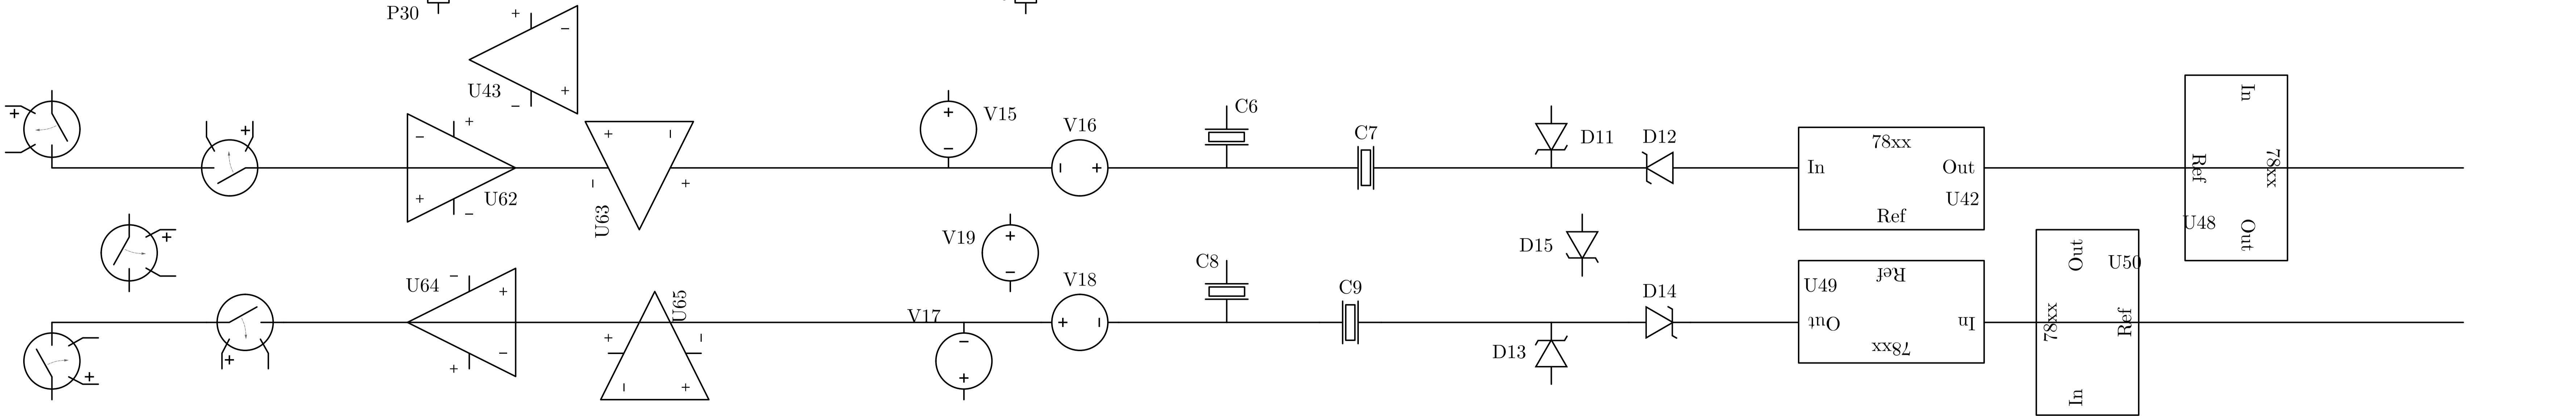 P30
+ −
U43
− +
+
− +
U62
+ −
+ −
− +
U63
+
−
V15
V16
− +
C6
C7
D11
D12
78xx
In Out
U42
Ref
In
Ref 78xx
U48
Out
+
+
U64
−
+
−
+
U65
+ −
− +
V19
+
−
V18
+ −
V17
−
+
C8
C9
D15
D13
D14
Ref
U49
Out In
78xx
Out
U50
78xx Ref
In
+